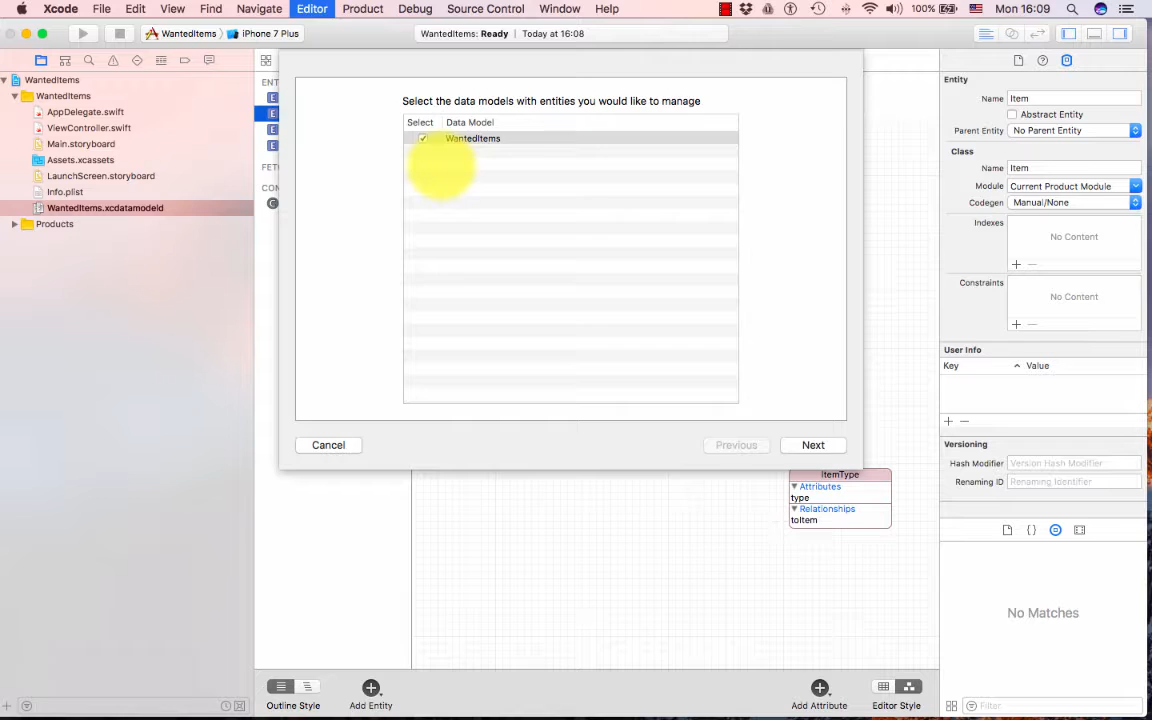 Xcode File Edit View Find Navigate Editor Product Debug Source Control Window Help 100% Mon 16:09
WantedItems iPhone 7 Plus WantedItems: Ready Today at 16:08
WantedItems
WantedItems
AppDelegate.swift
ViewController.swift
Main.storyboard
Assets.xcassets
LaunchScreen.storyboard
Info.plist
WantedItems.xcdatamodeld
Products
ENT
E
E
E
E
FET
CON
C
Select the data models with entities you would like to manage
Select Data Model
WantedItems
Cancel Previous Next
ItemType
Attributes
type
Relationships
toItem
Outline Style Add Entity Add Attribute Editor Style
Entity
Name Item
Abstract Entity
Parent Entity No Parent Entity
Class
Name Item
Module Current Product Module
Codegen Manual/None
Indexes No Content
Constraints No Content
User Info
Key Value
Versioning
Hash Modifier Version Hash Modifier
Renaming ID Renaming Identifier
No Matches
Filter